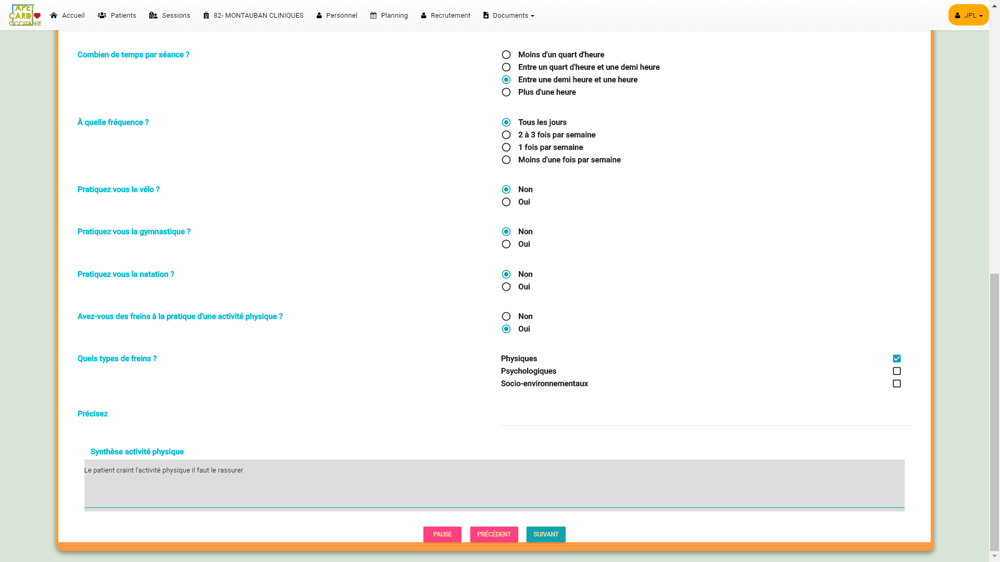 APET
CARDI
OCCITANIE
Accueil
Patients
Sessions
82- MONTAUBAN CLINIQUES
Personnel
Planning
Recrutement
Documents
JPL
Combien de temps par séance ?
Moins d'un quart d'heure
Entre un quart d'heure et une demi heure
Entre une demi heure et une heure
Plus d'une heure
À quelle fréquence ?
Tous les jours
2 à 3 fois par semaine
1 fois par semaine
Moins d'une fois par semaine
Pratiquez vous le vélo ?
Non
Oui
Pratiquez vous la gymnastique ?
Non
Oui
Pratiquez vous la natation ?
Non
Oui
Avez-vous des freins à la pratique d'une activité physique ?
Non
Oui
Quels types de freins ?
Physiques
Psychologiques
Socio-environnementaux
Précisez
Synthèse activité physique
Le patient craint l'activité physique il faut le rassurer
PAUSE
PRÉCÉDENT
SUIVANT